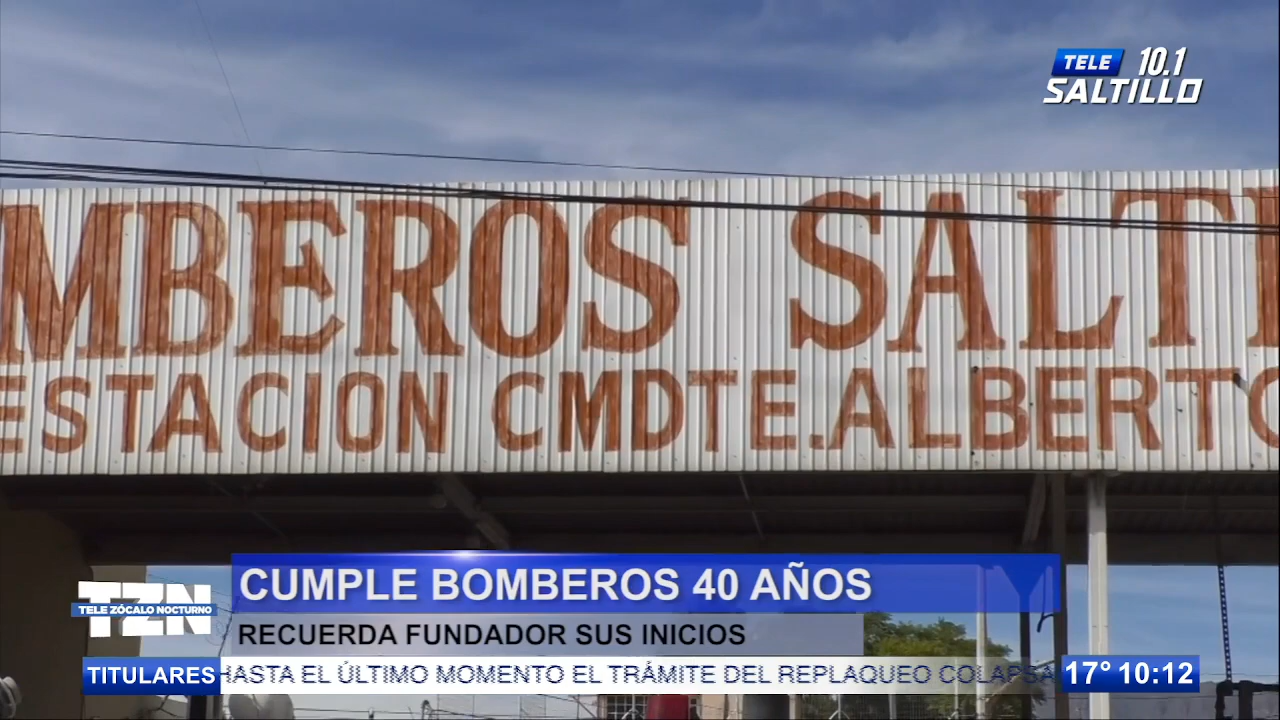 TELE 10.1
SALTILLO
MBEROS SALTI
ESTACION CMDTE.ALBERTO
CUMPLE BOMBEROS 40 AÑOS
TZN
TELE ZÓCALO NOCTURNO
RECUERDA FUNDADOR SUS INICIOS
TITULARES HASTA EL ÚLTIMO MOMENTO EL TRÁMITE DEL REPLAQUEO COLAPSA 17° 10:12